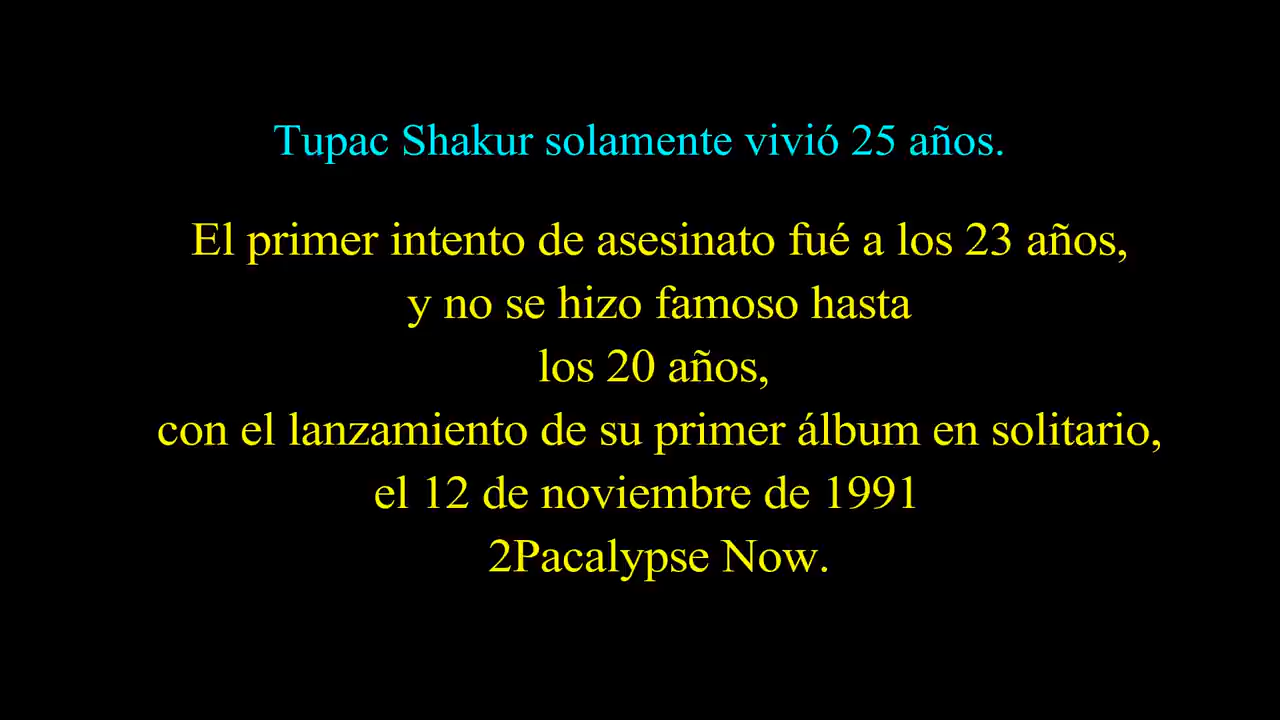 Tupac Shakur solamente vivió 25 años.
El primer intento de asesinato fué a los 23 años,
y no se hizo famoso hasta
los 20 años,
con el lanzamiento de su primer álbum en solitario,
el 12 de noviembre de 1991
2Pacalypse Now.